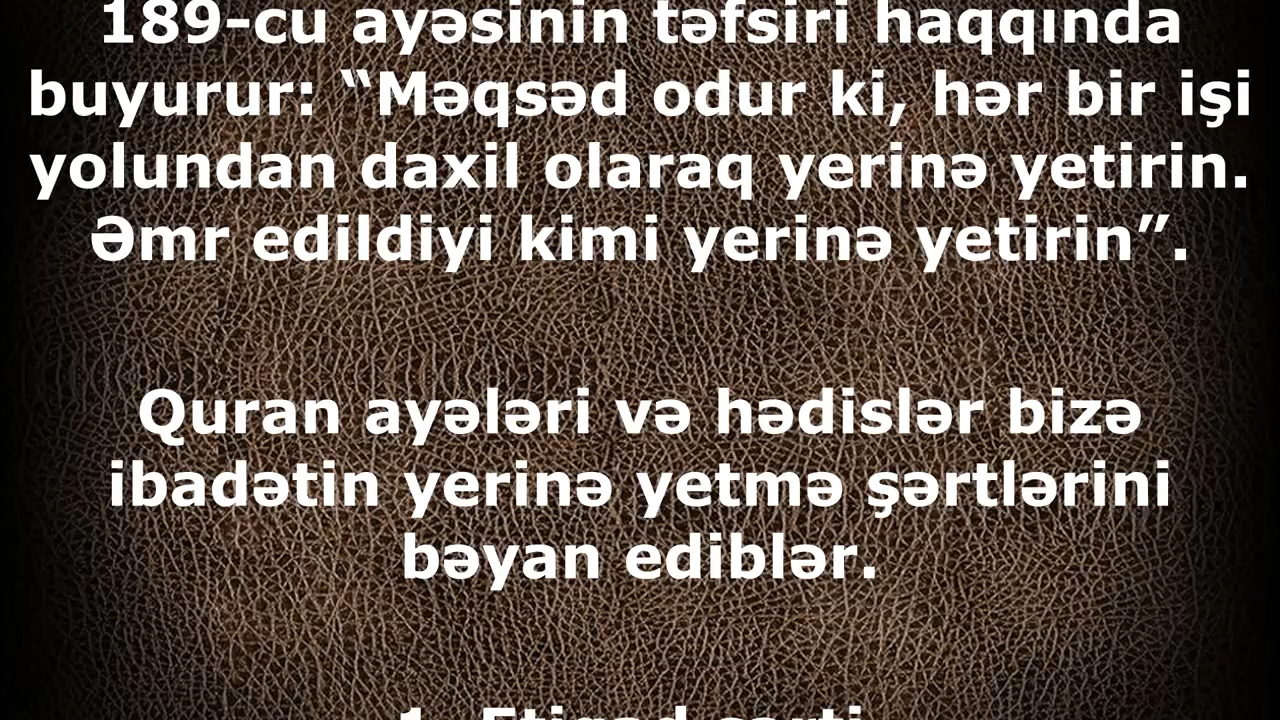 189-cu ayəsinin təfsiri haqqında
buyurur: “Məqsəd odur ki, hər bir işi
yolundan daxil olaraq yerinə yetirin.
Əmr edildiyi kimi yerinə yetirin”.
Quran ayələri və hədislər bizə
ibadətin yerinə yetmə şərtlərini
bəyan ediblər.